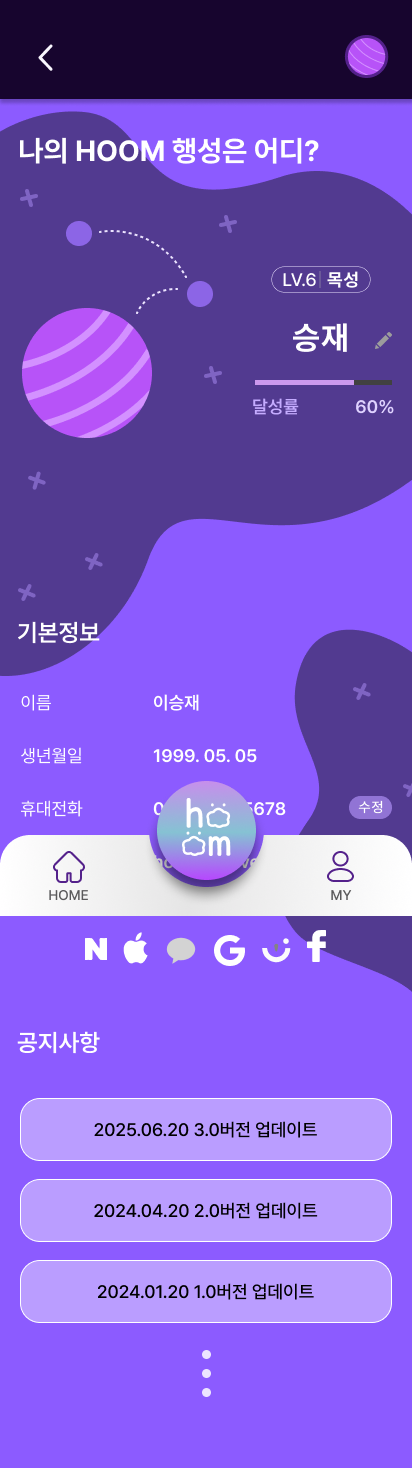 나의 HOOM 행성은 어디?
LV.6 목성
승재
달성률 60%
기본정보
이름 이승재
생년월일 1999. 05. 05
휴대전화 5678 수정
hoom
HOME MY
N G f
공지사항
2025.06.20 3.0버전 업데이트
2024.04.20 2.0버전 업데이트
2024.01.20 1.0버전 업데이트